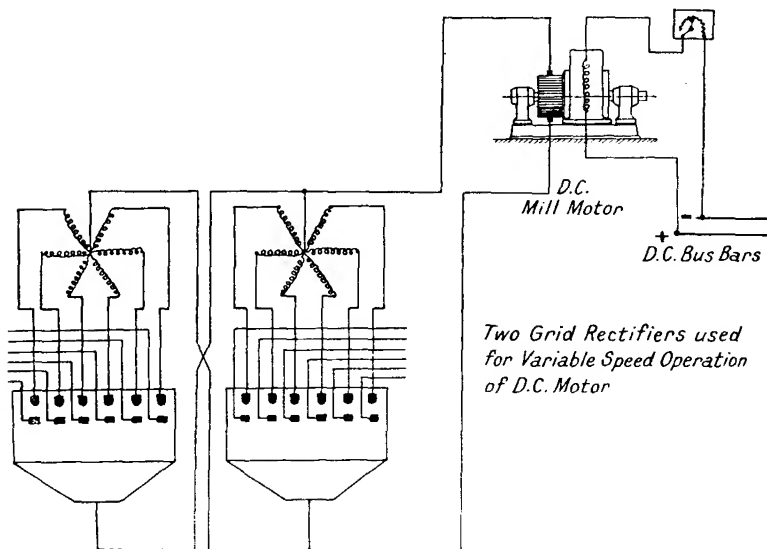 D.C.
Mill Motor
-
+
D.C. Bus Bars
Two Grid Rectifiers used
for Variable Speed Operation
of D.C. Motor